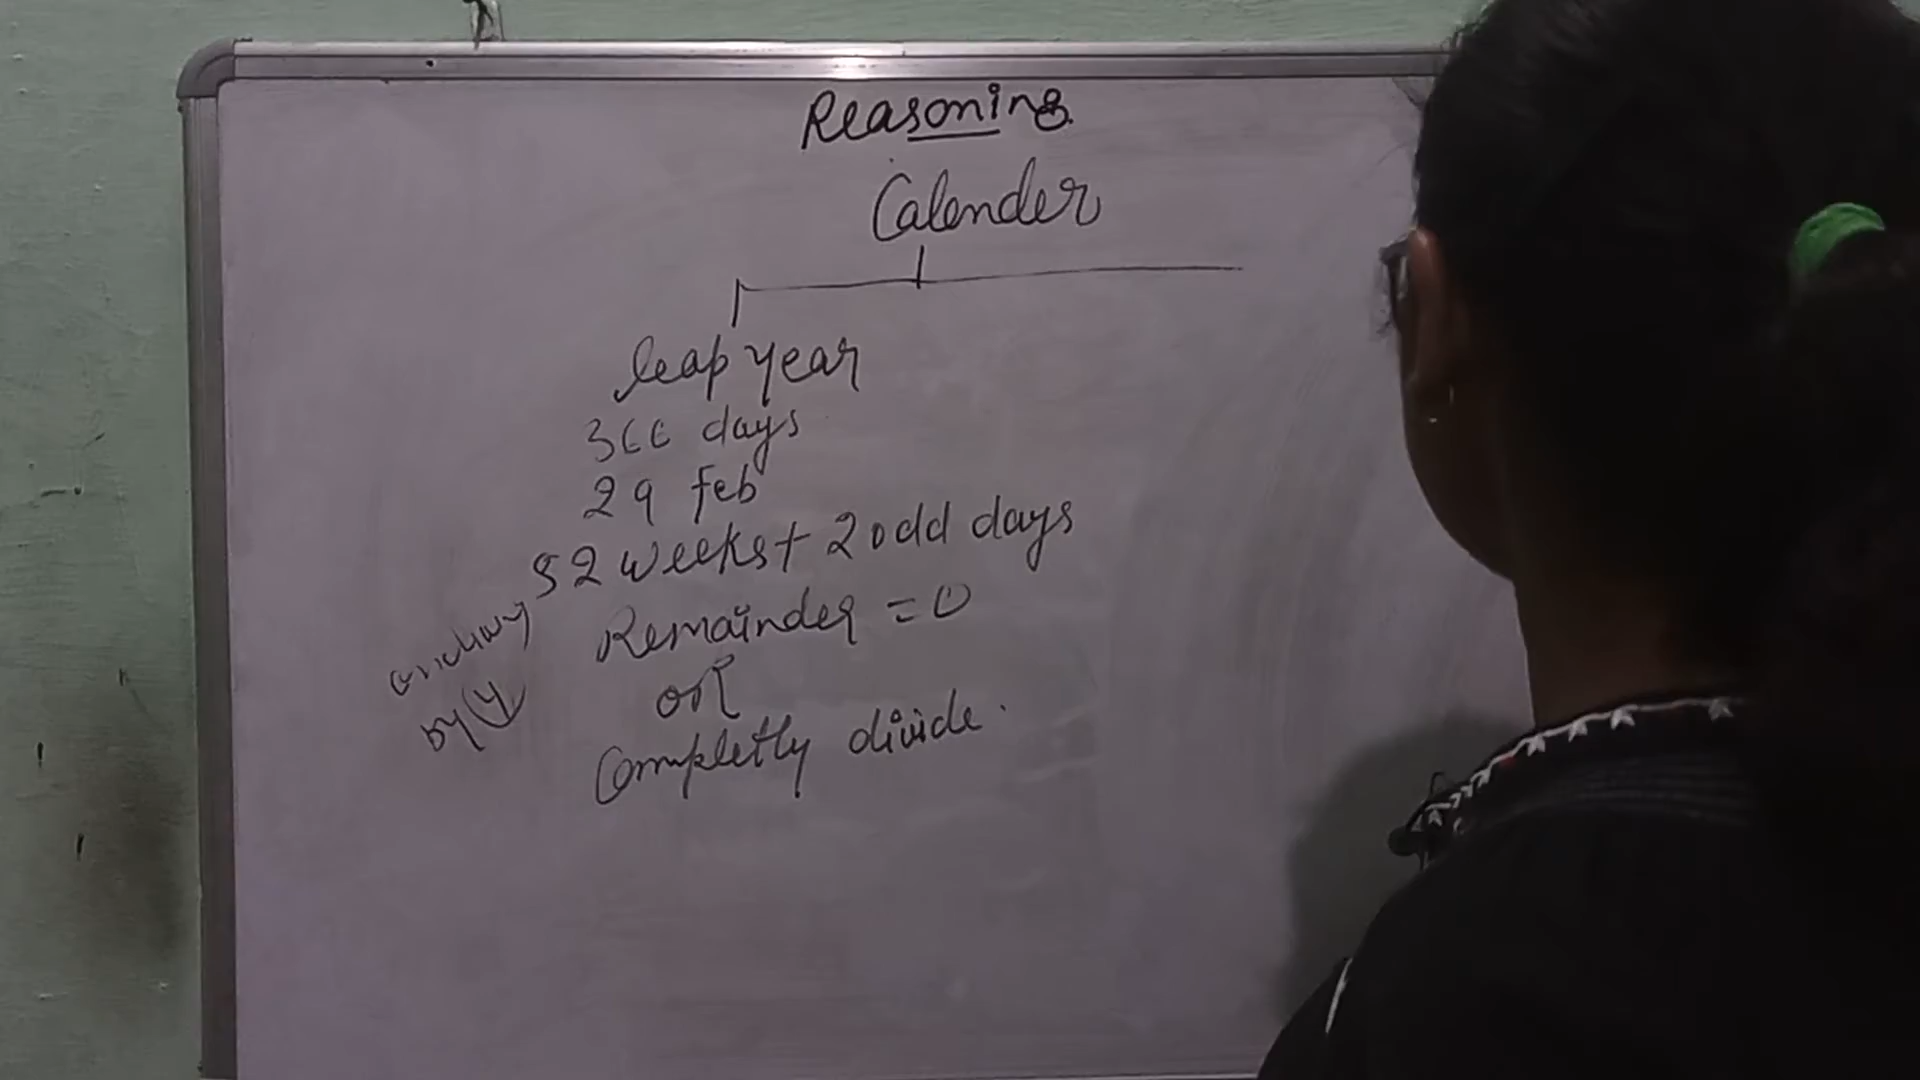 Reasoning
Calender
leap year
366 days
29 feb
52 weeks + 2 odd days
Remainder = 0
or
Completly divide.
by 4